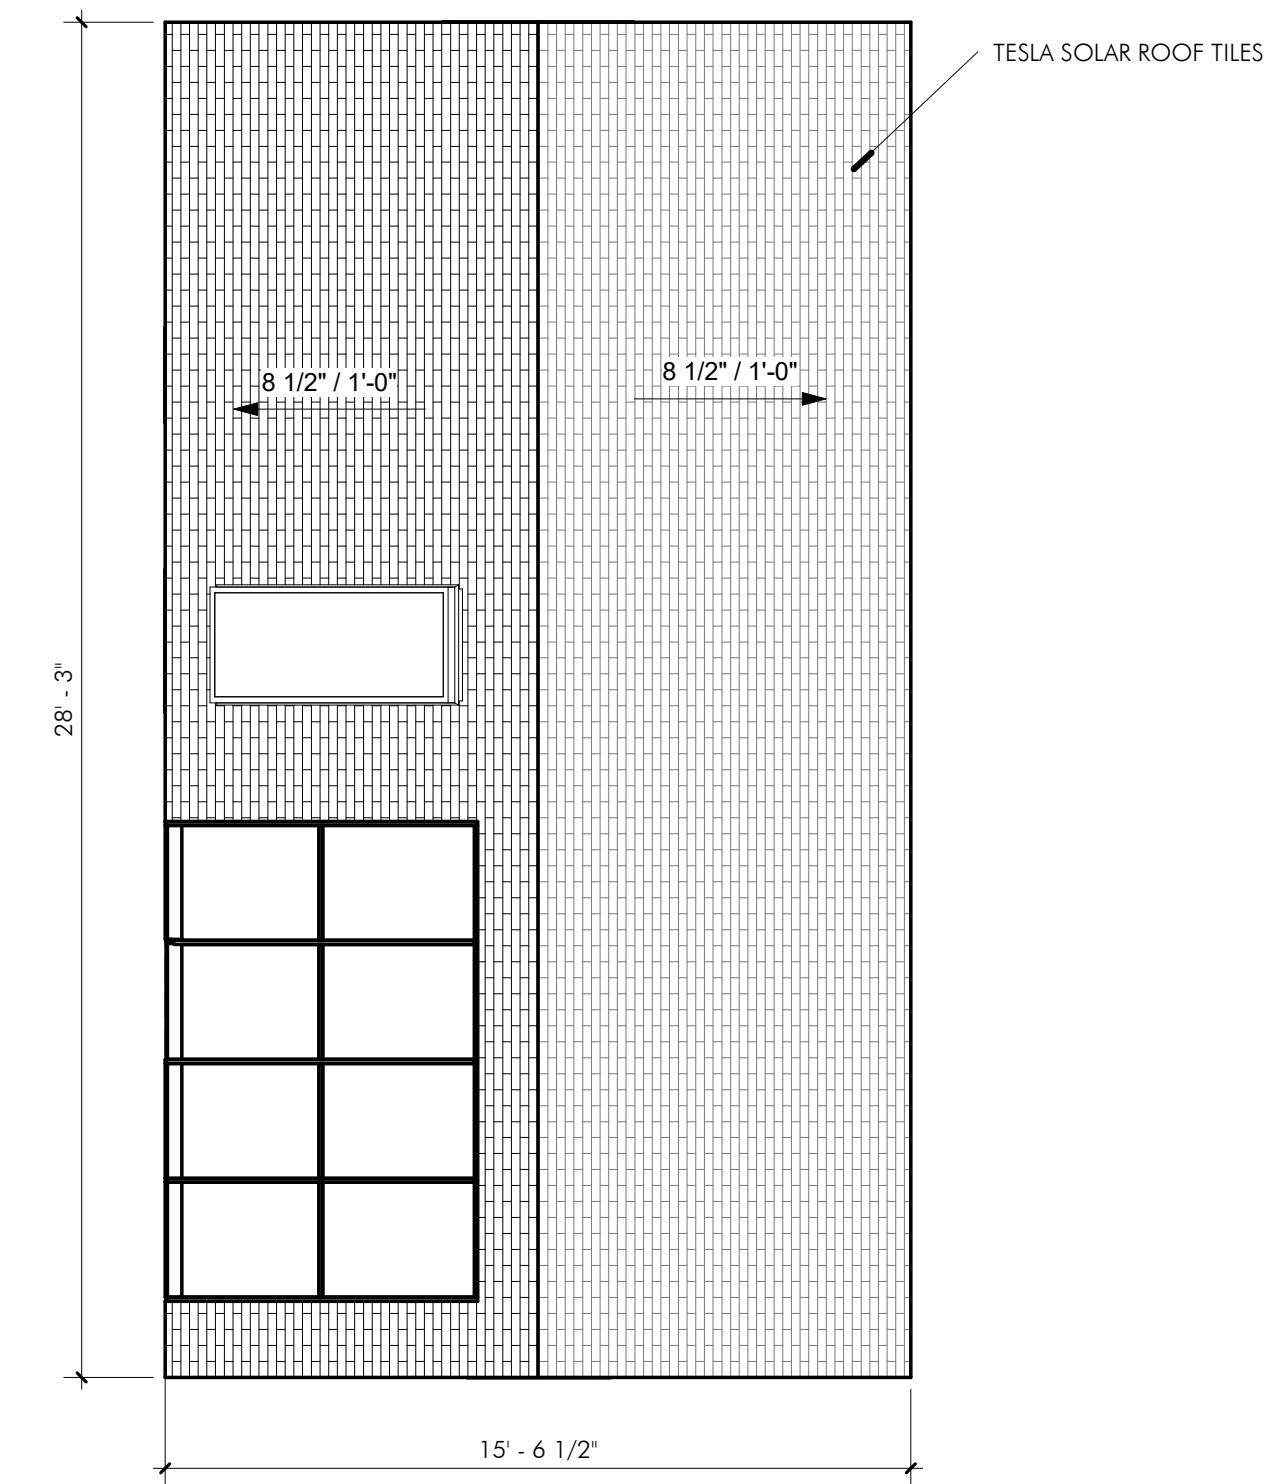 TESLA SOLAR ROOF TILES
8 1/2" / 1'-0"
8 1/2" / 1'-0"
28' - 3"
15' - 6 1/2"